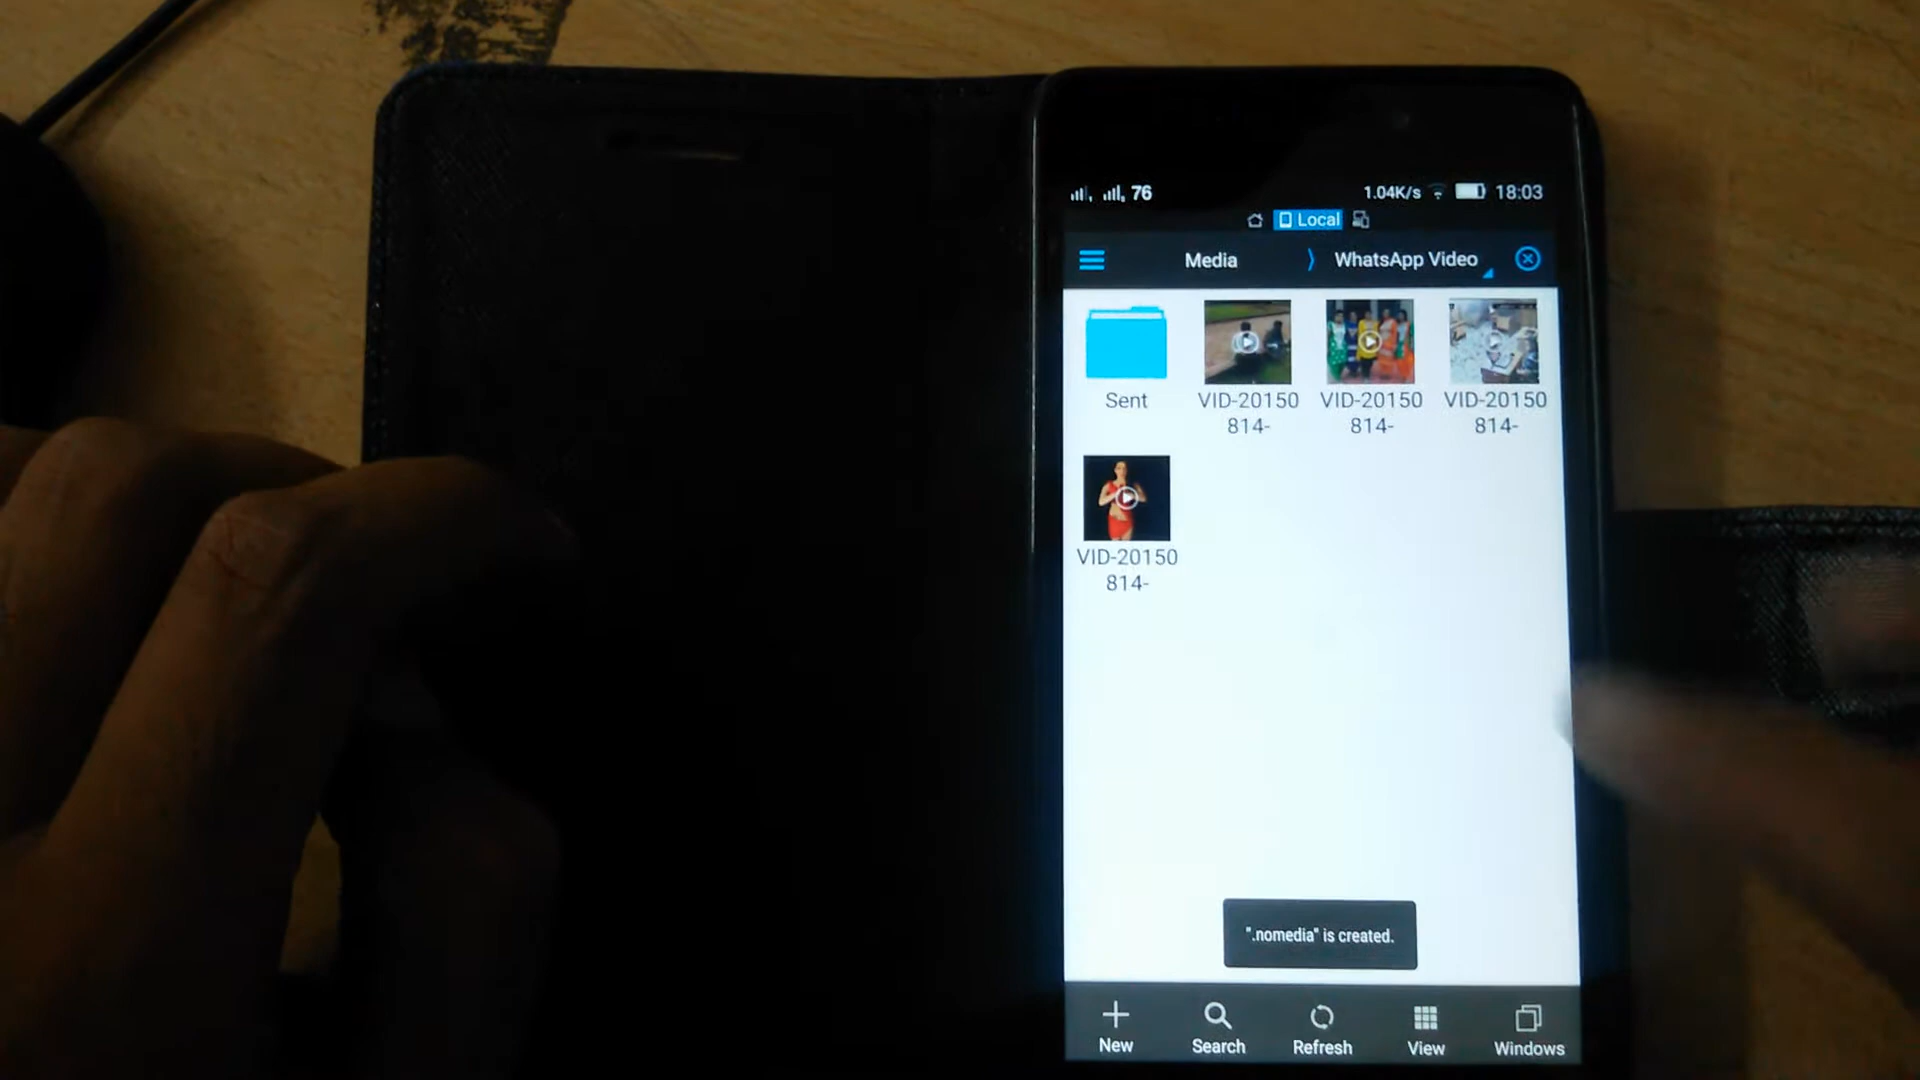 76 1.04K/s 18:03
Local
Media WhatsApp Video
Sent
VID-20150
814-
VID-20150
814-
VID-20150
814-
VID-20150
814-
".nomedia" is created.
New Search Refresh View Windows